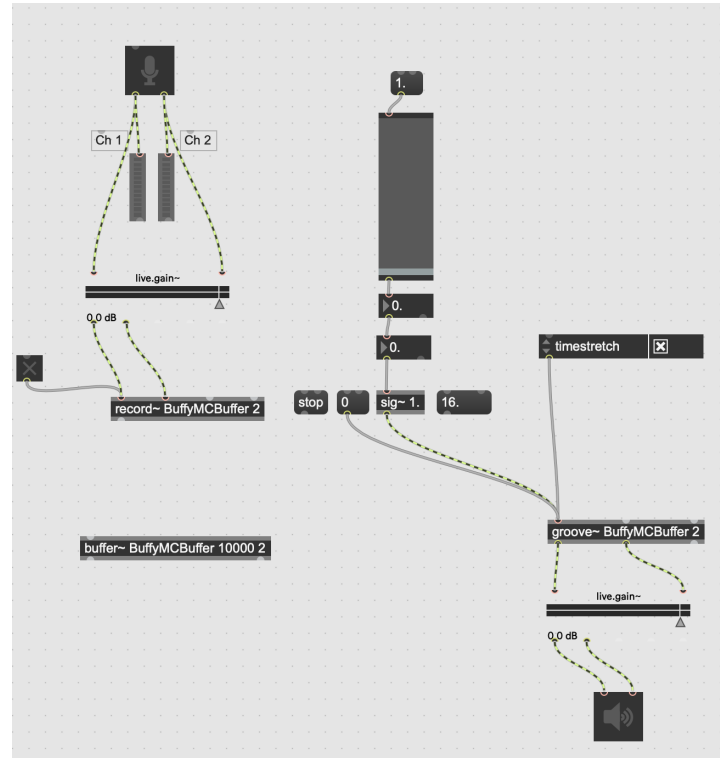 Ch 1
Ch 2
live.gain~
0.0 dB
record~ BuffyMCBuffer 2
buffer~ BuffyMCBuffer 10000 2
1.
0.
0.
stop
0
sig~ 1.
16.
timestretch
groove~ BuffyMCBuffer 2
live.gain~
0.0 dB